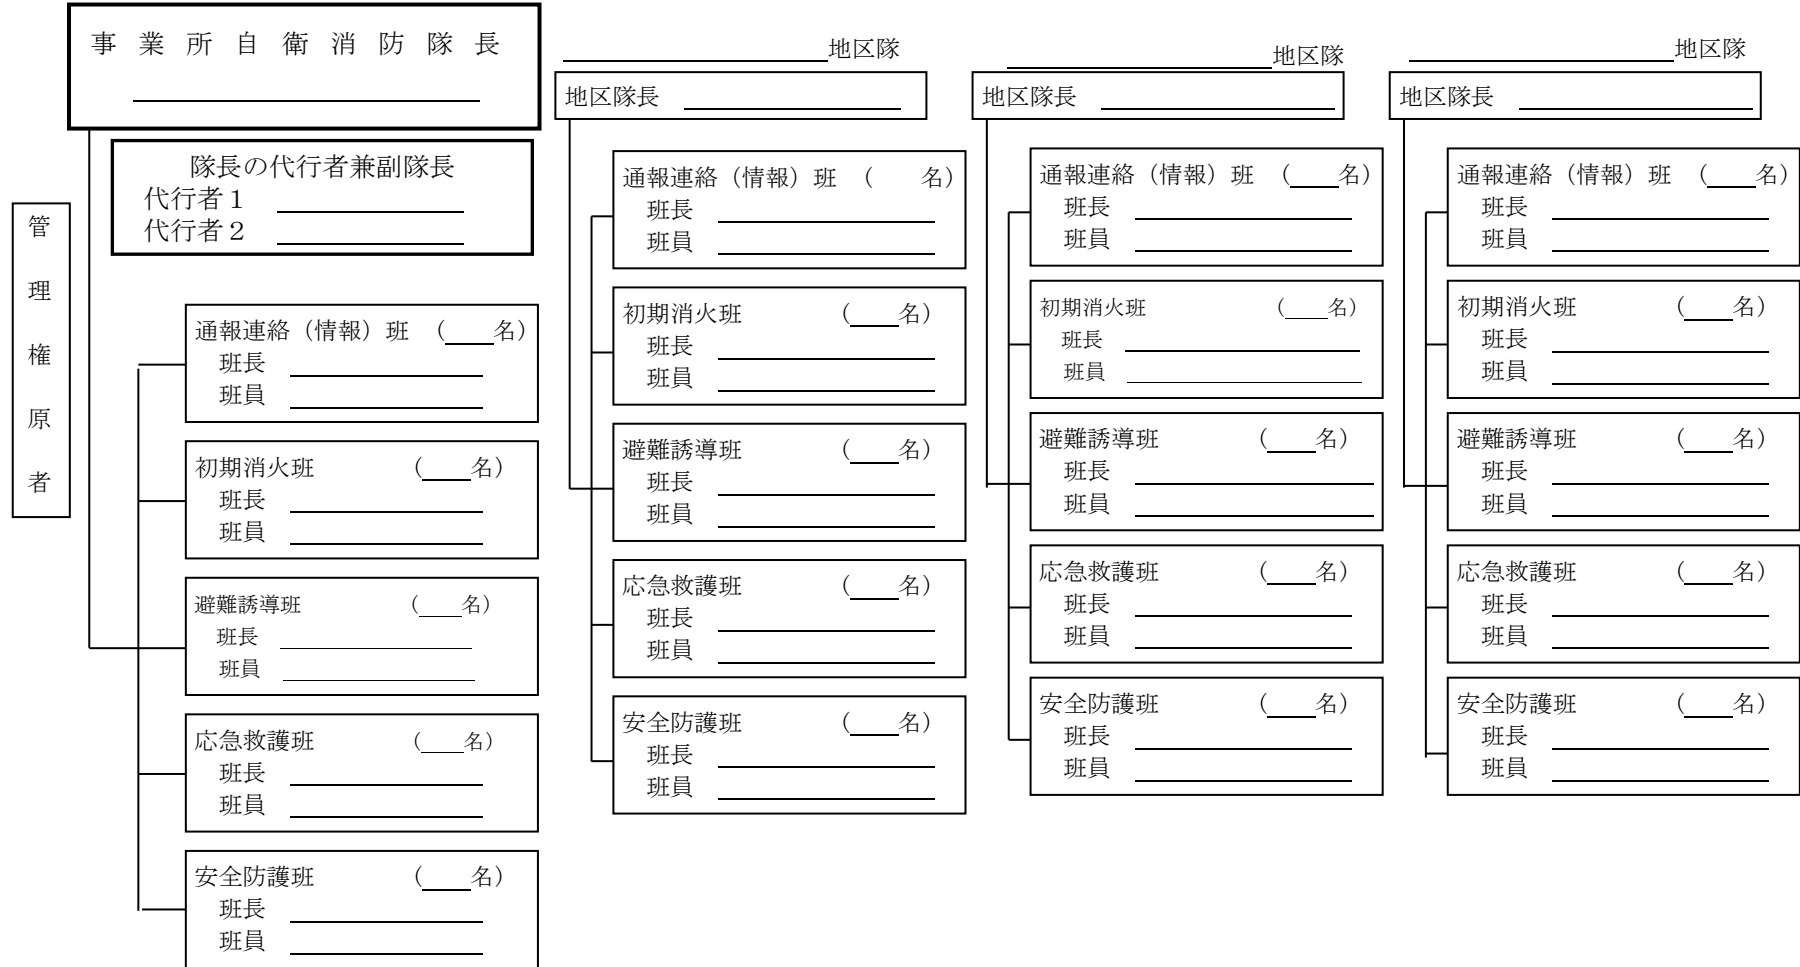 事業所自衛消防隊長
隊長の代行者兼副隊長
代行者１
代行者２
管理権原者
通報連絡（情報）班　（　　名）
班長
班員
初期消火班　（　　名）
班長
班員
避難誘導班　（　　名）
班長
班員
応急救護班　（　　名）
班長
班員
安全防護班　（　　名）
班長
班員
地区隊
地区隊長
通報連絡（情報）班　（　　名）
班長
班員
初期消火班　（　　名）
班長
班員
避難誘導班　（　　名）
班長
班員
応急救護班　（　　名）
班長
班員
安全防護班　（　　名）
班長
班員
地区隊
地区隊長
通報連絡（情報）班　（　　名）
班長
班員
初期消火班　（　　名）
班長
班員
避難誘導班　（　　名）
班長
班員
応急救護班　（　　名）
班長
班員
安全防護班　（　　名）
班長
班員
地区隊
地区隊長
通報連絡（情報）班　（　　名）
班長
班員
初期消火班　（　　名）
班長
班員
避難誘導班　（　　名）
班長
班員
応急救護班　（　　名）
班長
班員
安全防護班　（　　名）
班長
班員